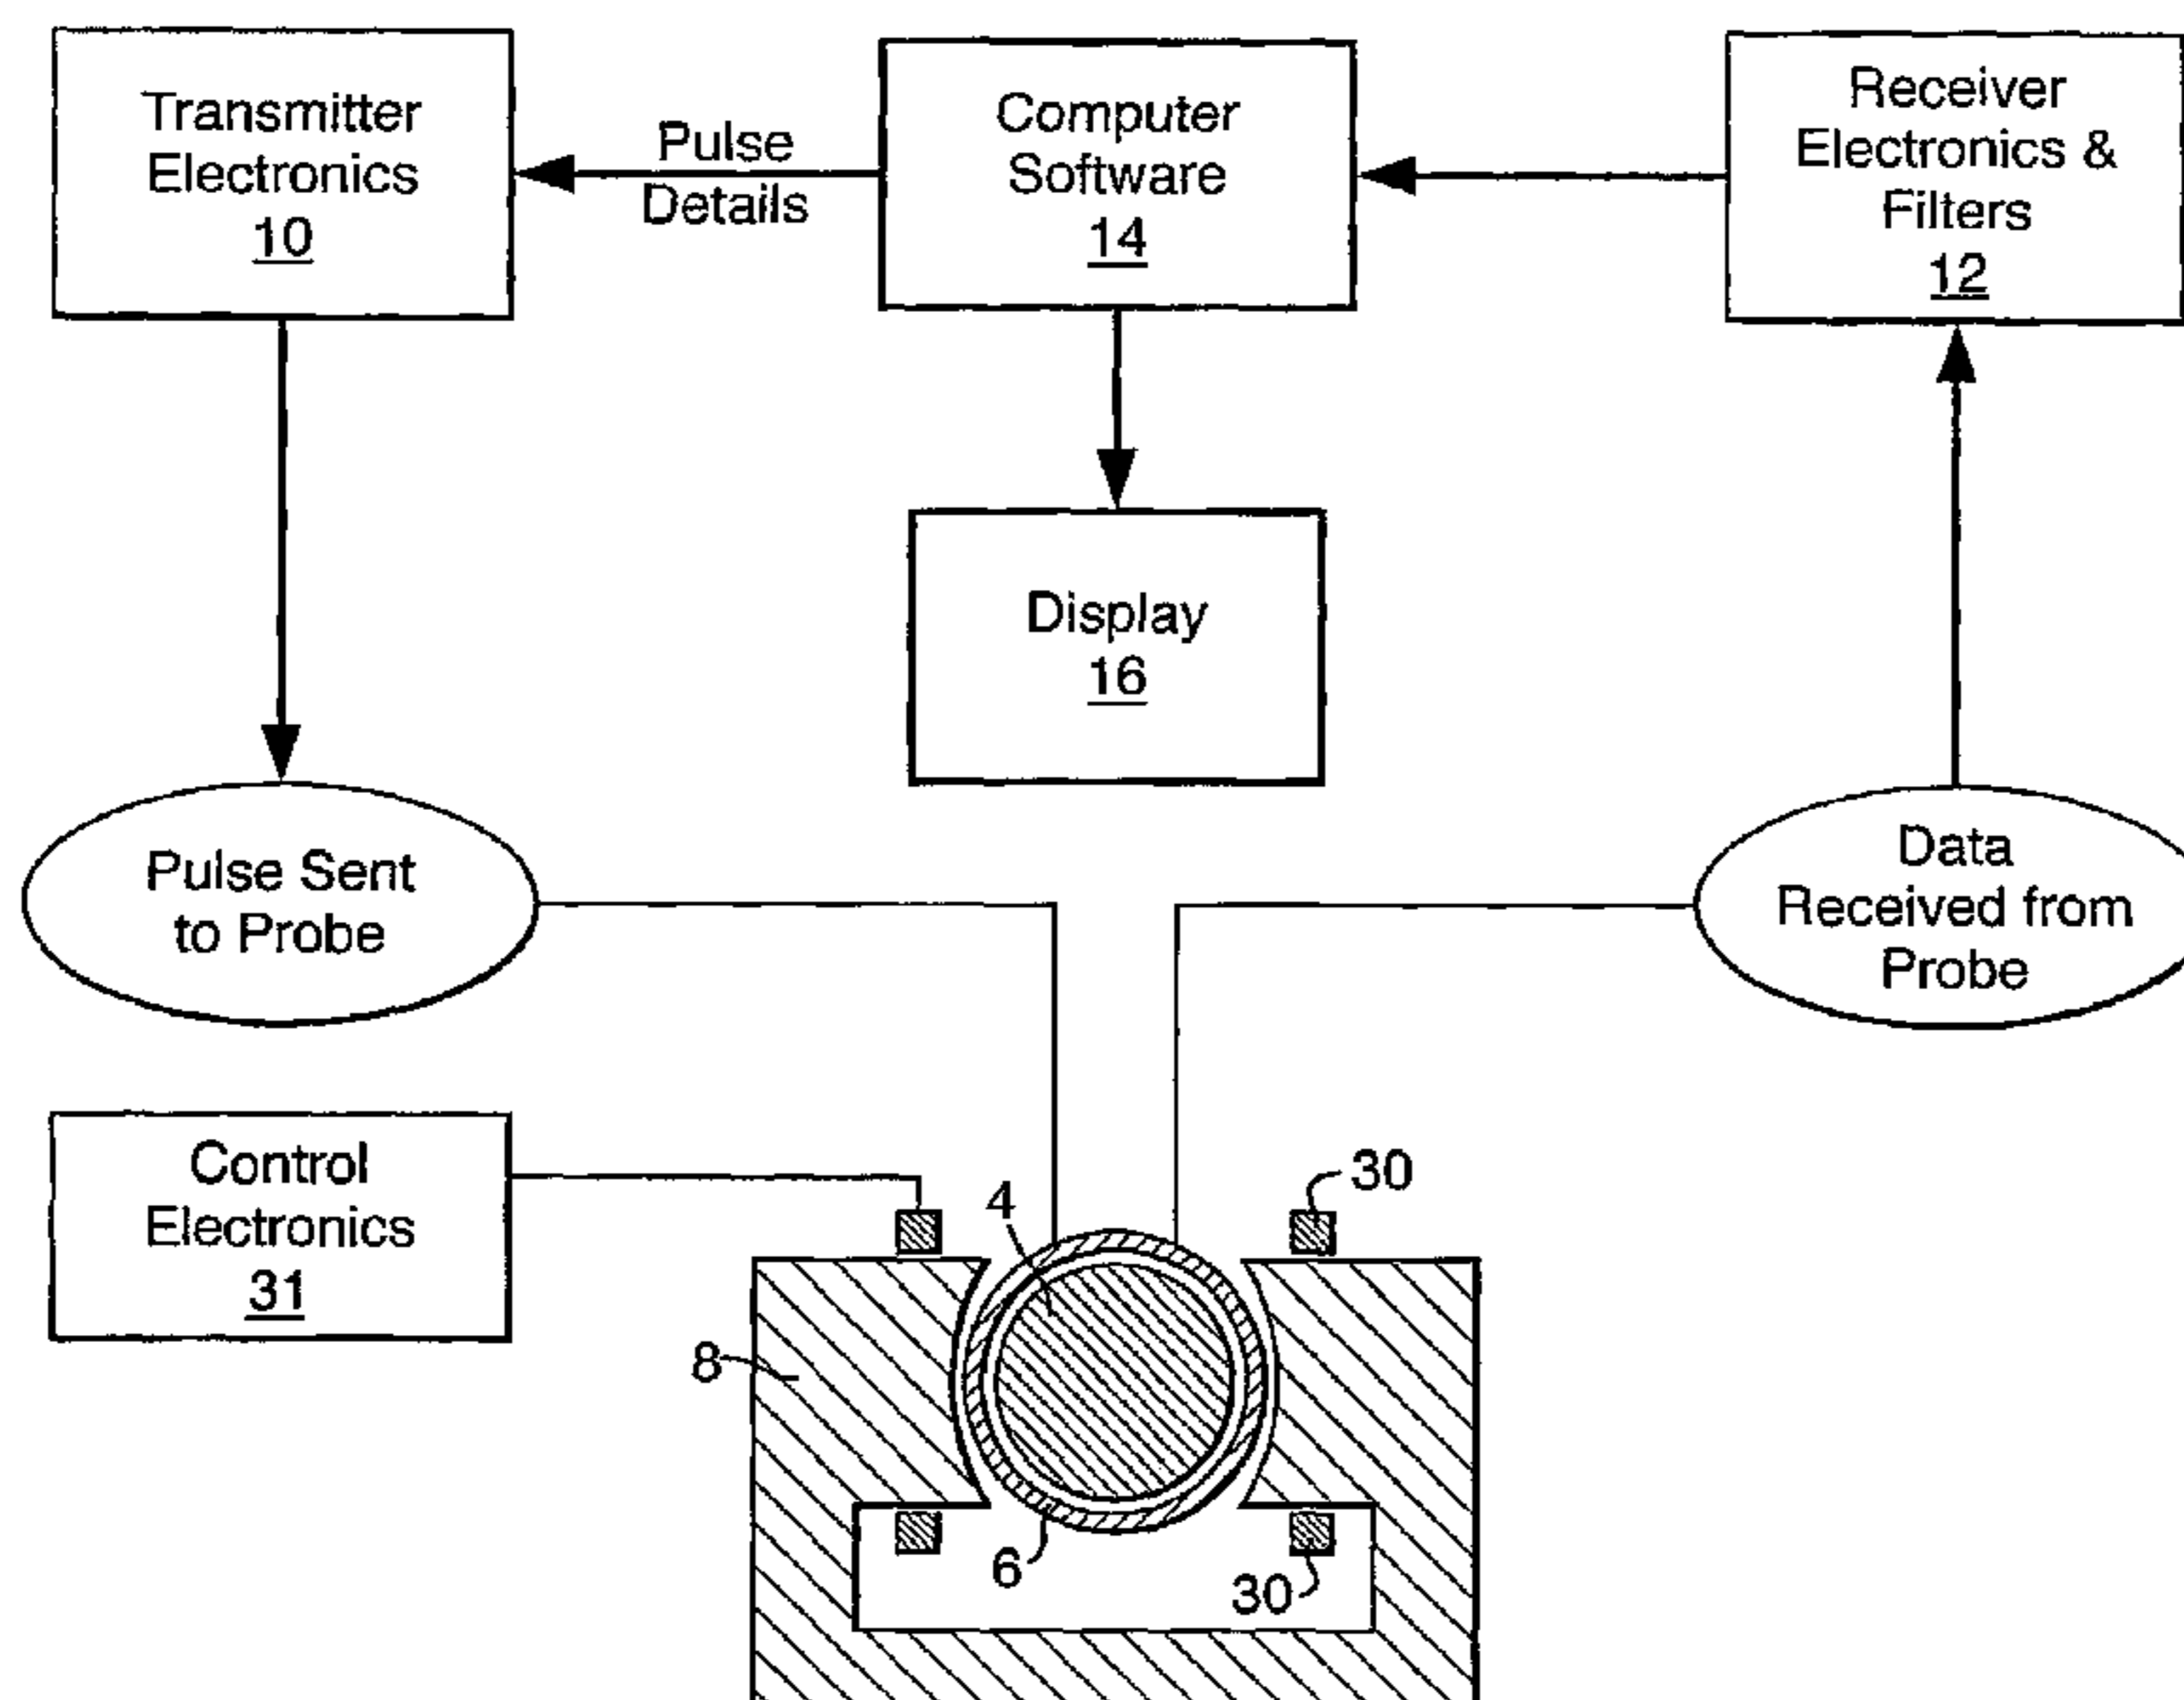 Transmitter
Electronics
10
Pulse
Details
Computer
Software
14
Receiver
Electronics &
Filters
12
Display
16
Pulse Sent
to Probe
Data
Received from
Probe
Control
Electronics
31
4
30
8
6
30